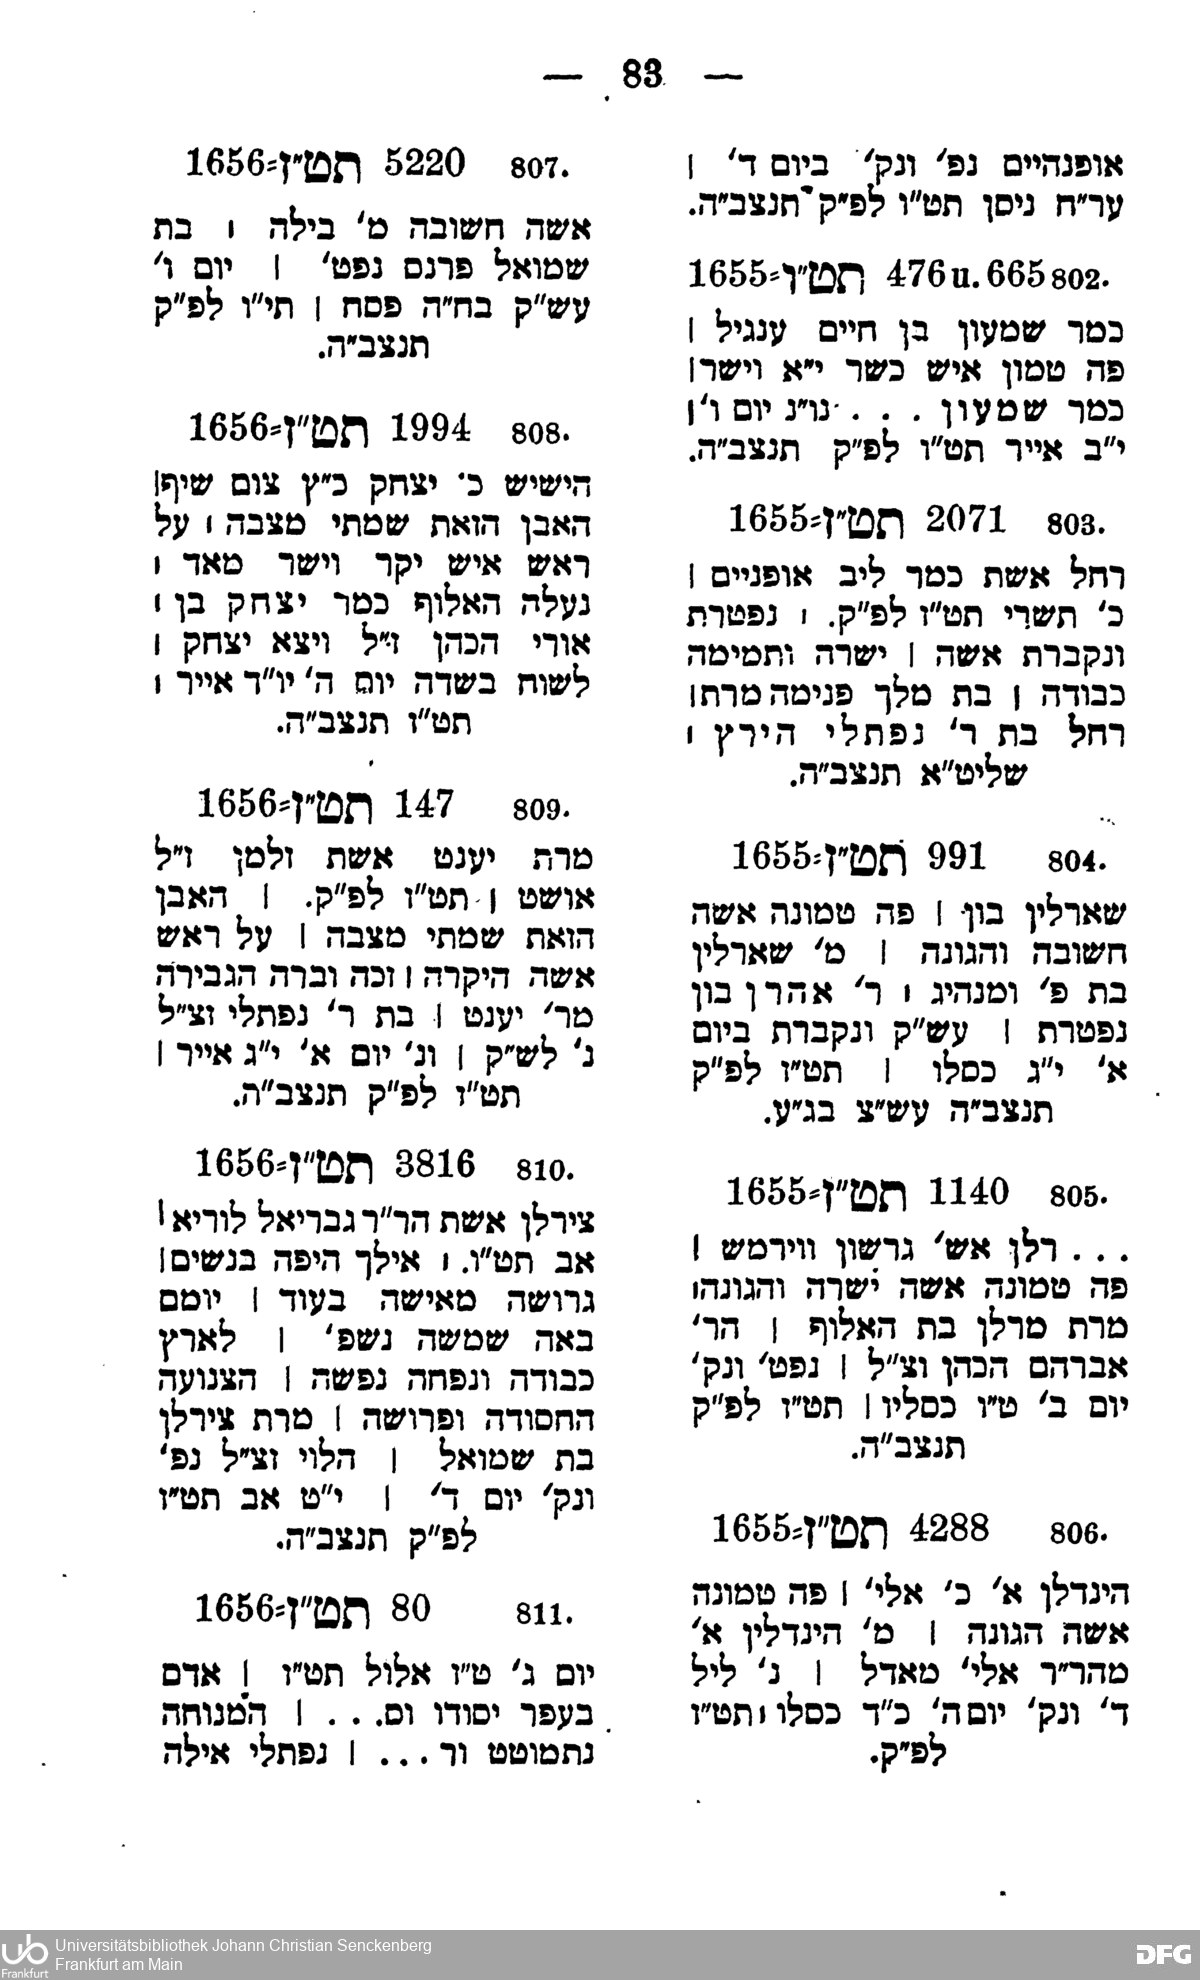 — 83 —
אופנהיים נפ׳ ונק׳ ביום ד׳ |
ער״ח ניסן תט״ו לפ״ק תנצב״ה.
802. 476 u. 665 תט״ו=1655
כמר שמעון בן חיים ענגיל |
פה טמון איש כשר י״א וישר|
כמר שמעון . . . נו״נ יום ו׳|
י״ב אייר תט״ו לפ״ק תנצב״ה.
803. 2071 תט״ז=1655
רחל אשת כמר ליב אופניים |
כ׳ תשרי תט״ז לפ״ק. | נפטרת
ונקברת אשה | ישרה ותמימה
כבודה | בת מלך פנימה מרת|
רחל בת ר׳ נפתלי הירץ |
שליט״א תנצב״ה.
804. 991 תט״ז=1655
שארלין בון | פה טמונה אשה
חשובה והגונה | מ׳ שארלין
בת פ׳ ומנהיג | ר׳ אהרן בון
נפטרת | עש״ק ונקברת ביום
א׳ י״ג כסלו | תט״ז לפ״ק
תנצב״ה עש״צ בג״ע.
805. 1140 תט״ז=1655
. . . רלן אש׳ גרשון ווירמש |
פה טמונה אשה ישרה והגונה|
מרת מרלן בת האלוף | הר׳
אברהם הכהן וצ״ל | נפט׳ ונק׳
יום ב׳ ט״ו כסליו | תט״ז לפ״ק
תנצב״ה.
806. 4288 תט״ז=1655
הינדלן א׳ כ׳ אלי׳ | פה טמונה
אשה הגונה | מ׳ הינדלין א׳
מהר״ר אלי׳ מאדל | נ׳ ליל
ד׳ ונק׳ יום ה׳ כ״ד כסלו | תט״ז
לפ״ק.
807. 5220 תט״ז=1656
אשה חשובה מ׳ בילה | בת
שמואל פרנם נפט׳ | יום ו׳
עש״ק בח״ה פסח | תי״ו לפ״ק
תנצב״ה.
808. 1994 תט״ז=1656
הישיש כ׳ יצחק כ״ץ צום שיף|
האבן הזאת שמתי מצבה | על
ראש איש יקר וישר מאד |
נעלה האלוף כמר יצחק בן |
אורי הכהן ז״ל ויצא יצחק |
לשוח בשדה יום ה׳ יו״ד אייר |
תט״ז תנצב״ה.
809. 147 תט״ז=1656
מרת יענט אשת זלמן ז״ל
אושט | תט״ז לפ״ק. | האבן
הזאת שמתי מצבה | על ראש
אשה היקרה | זכה וברה הגבירה
מר׳ יענט | בת ר׳ נפתלי זצ״ל
נ׳ לש״ק | ונ׳ יום א׳ י״ג אייר |
תט״ז לפ״ק תנצב״ה.
810. 3816 תט״ז=1656
צירלן אשת הר״ר גבריאל לוריא|
אב תט״ו. | אילך היפה בנשים|
גרושה מאישה בעוד | יומם
באה שמשה נשפ׳ | לארץ
כבודה ונפחה נפשה | הצנועה
החסודה ופרושה | מרת צירלן
בת שמואל | הלוי זצ״ל נפ׳
ונק׳ יום ד׳ | י״ט אב תט״ז
לפ״ק תנצב״ה.
811. 80 תט״ז=1656
יום ג׳ ט״ז אלול תט״ז | אדם
בעפר יסודו וס. . . | המנוחה
נתמוטט ור . . . | נפתלי אילה
ub Frankfurt
Universitätsbibliothek Johann Christian Senckenberg
Frankfurt am Main
DFG